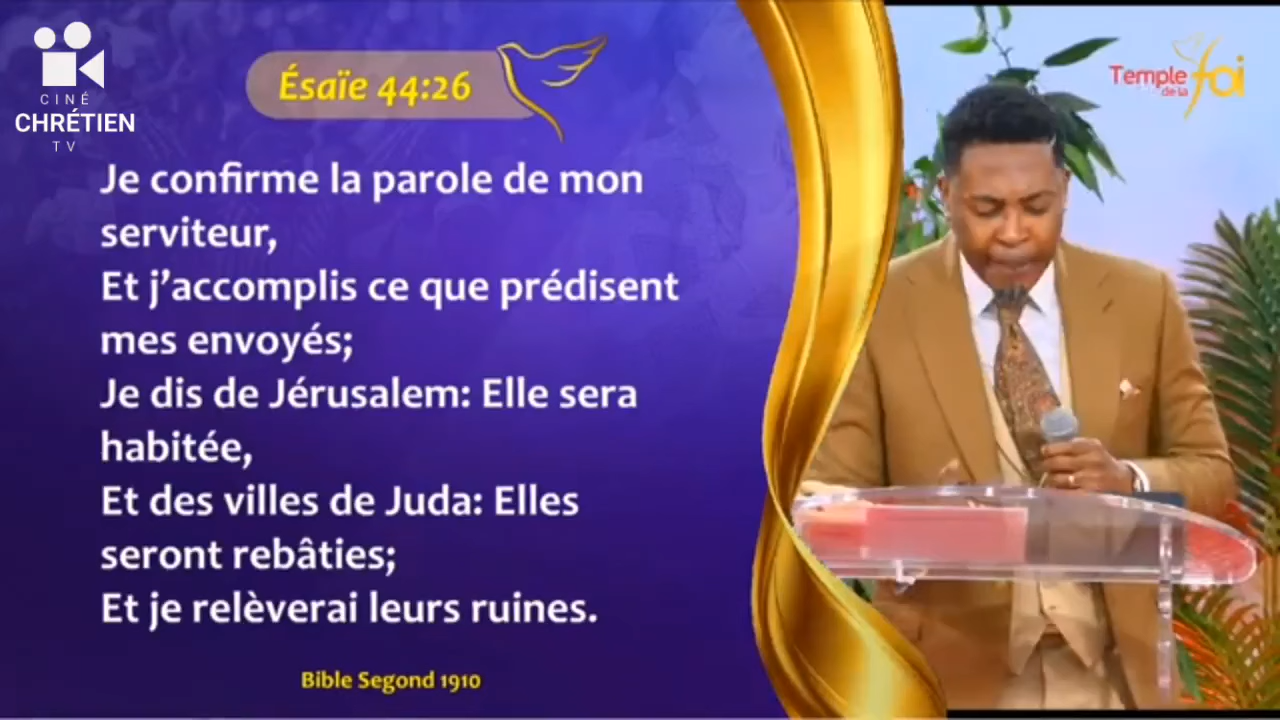 CINÉ
CHRÉTIEN
TV
Ésaïe 44:26
Je confirme la parole de mon
serviteur,
Et j’accomplis ce que prédisent
mes envoyés;
Je dis de Jérusalem: Elle sera
habitée,
Et des villes de Juda: Elles
seront rebâties;
Et je relèverai leurs ruines.
Bible Segond 1910
Temple
de la
foi